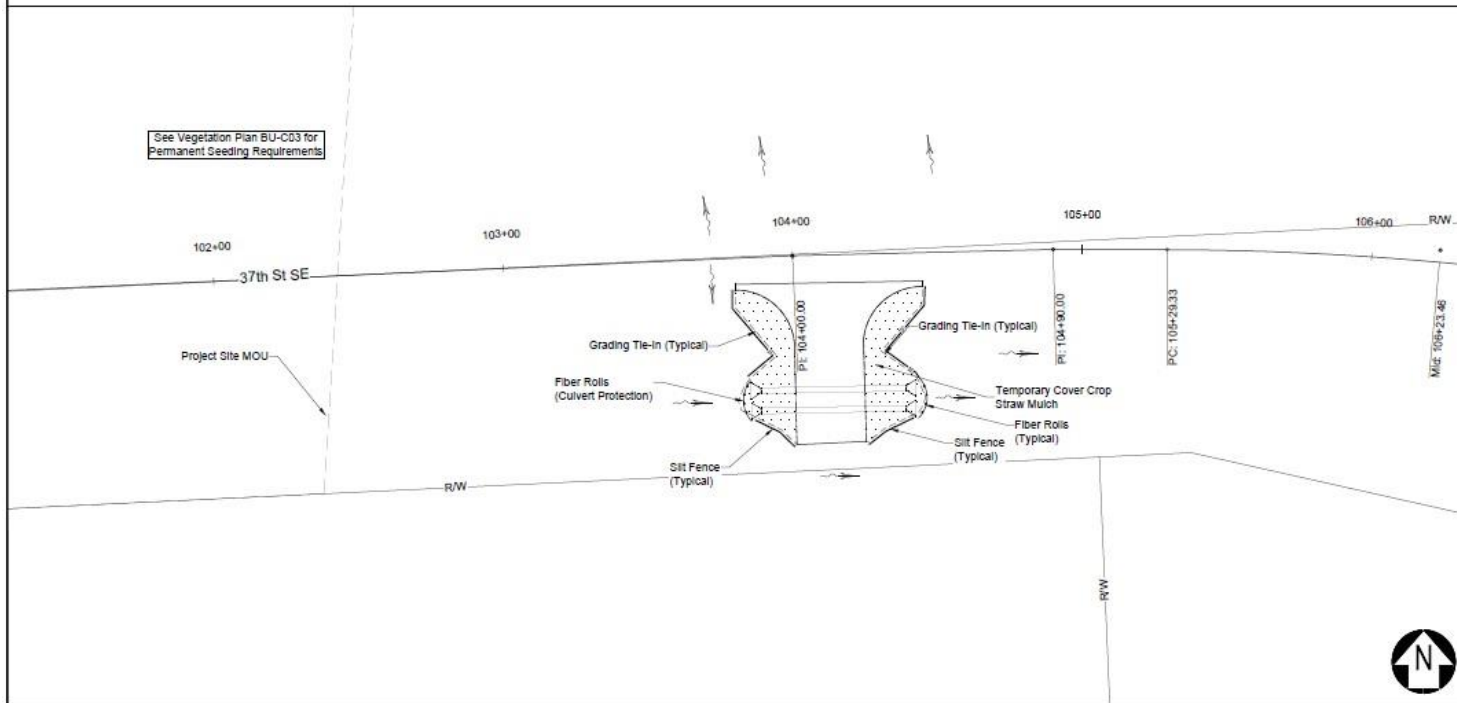 See Vegetation Plan BU-C03 for
Permanent Seeding Requirements
102+00
103+00
104+00
105+00
106+00
R/W
37th St SE
Project Site MOU
Grading Tie-In (Typical)
PI: 104+00.00
Grading Tie-In (Typical)
PI: 104+90.00
PC: 105+29.33
Mid: 106+23.46
Fiber Rolls
(Culvert Protection)
Temporary Cover Crop
Straw Mulch
Fiber Rolls
(Typical)
Silt Fence
(Typical)
Silt Fence
(Typical)
R/W
R/W
N